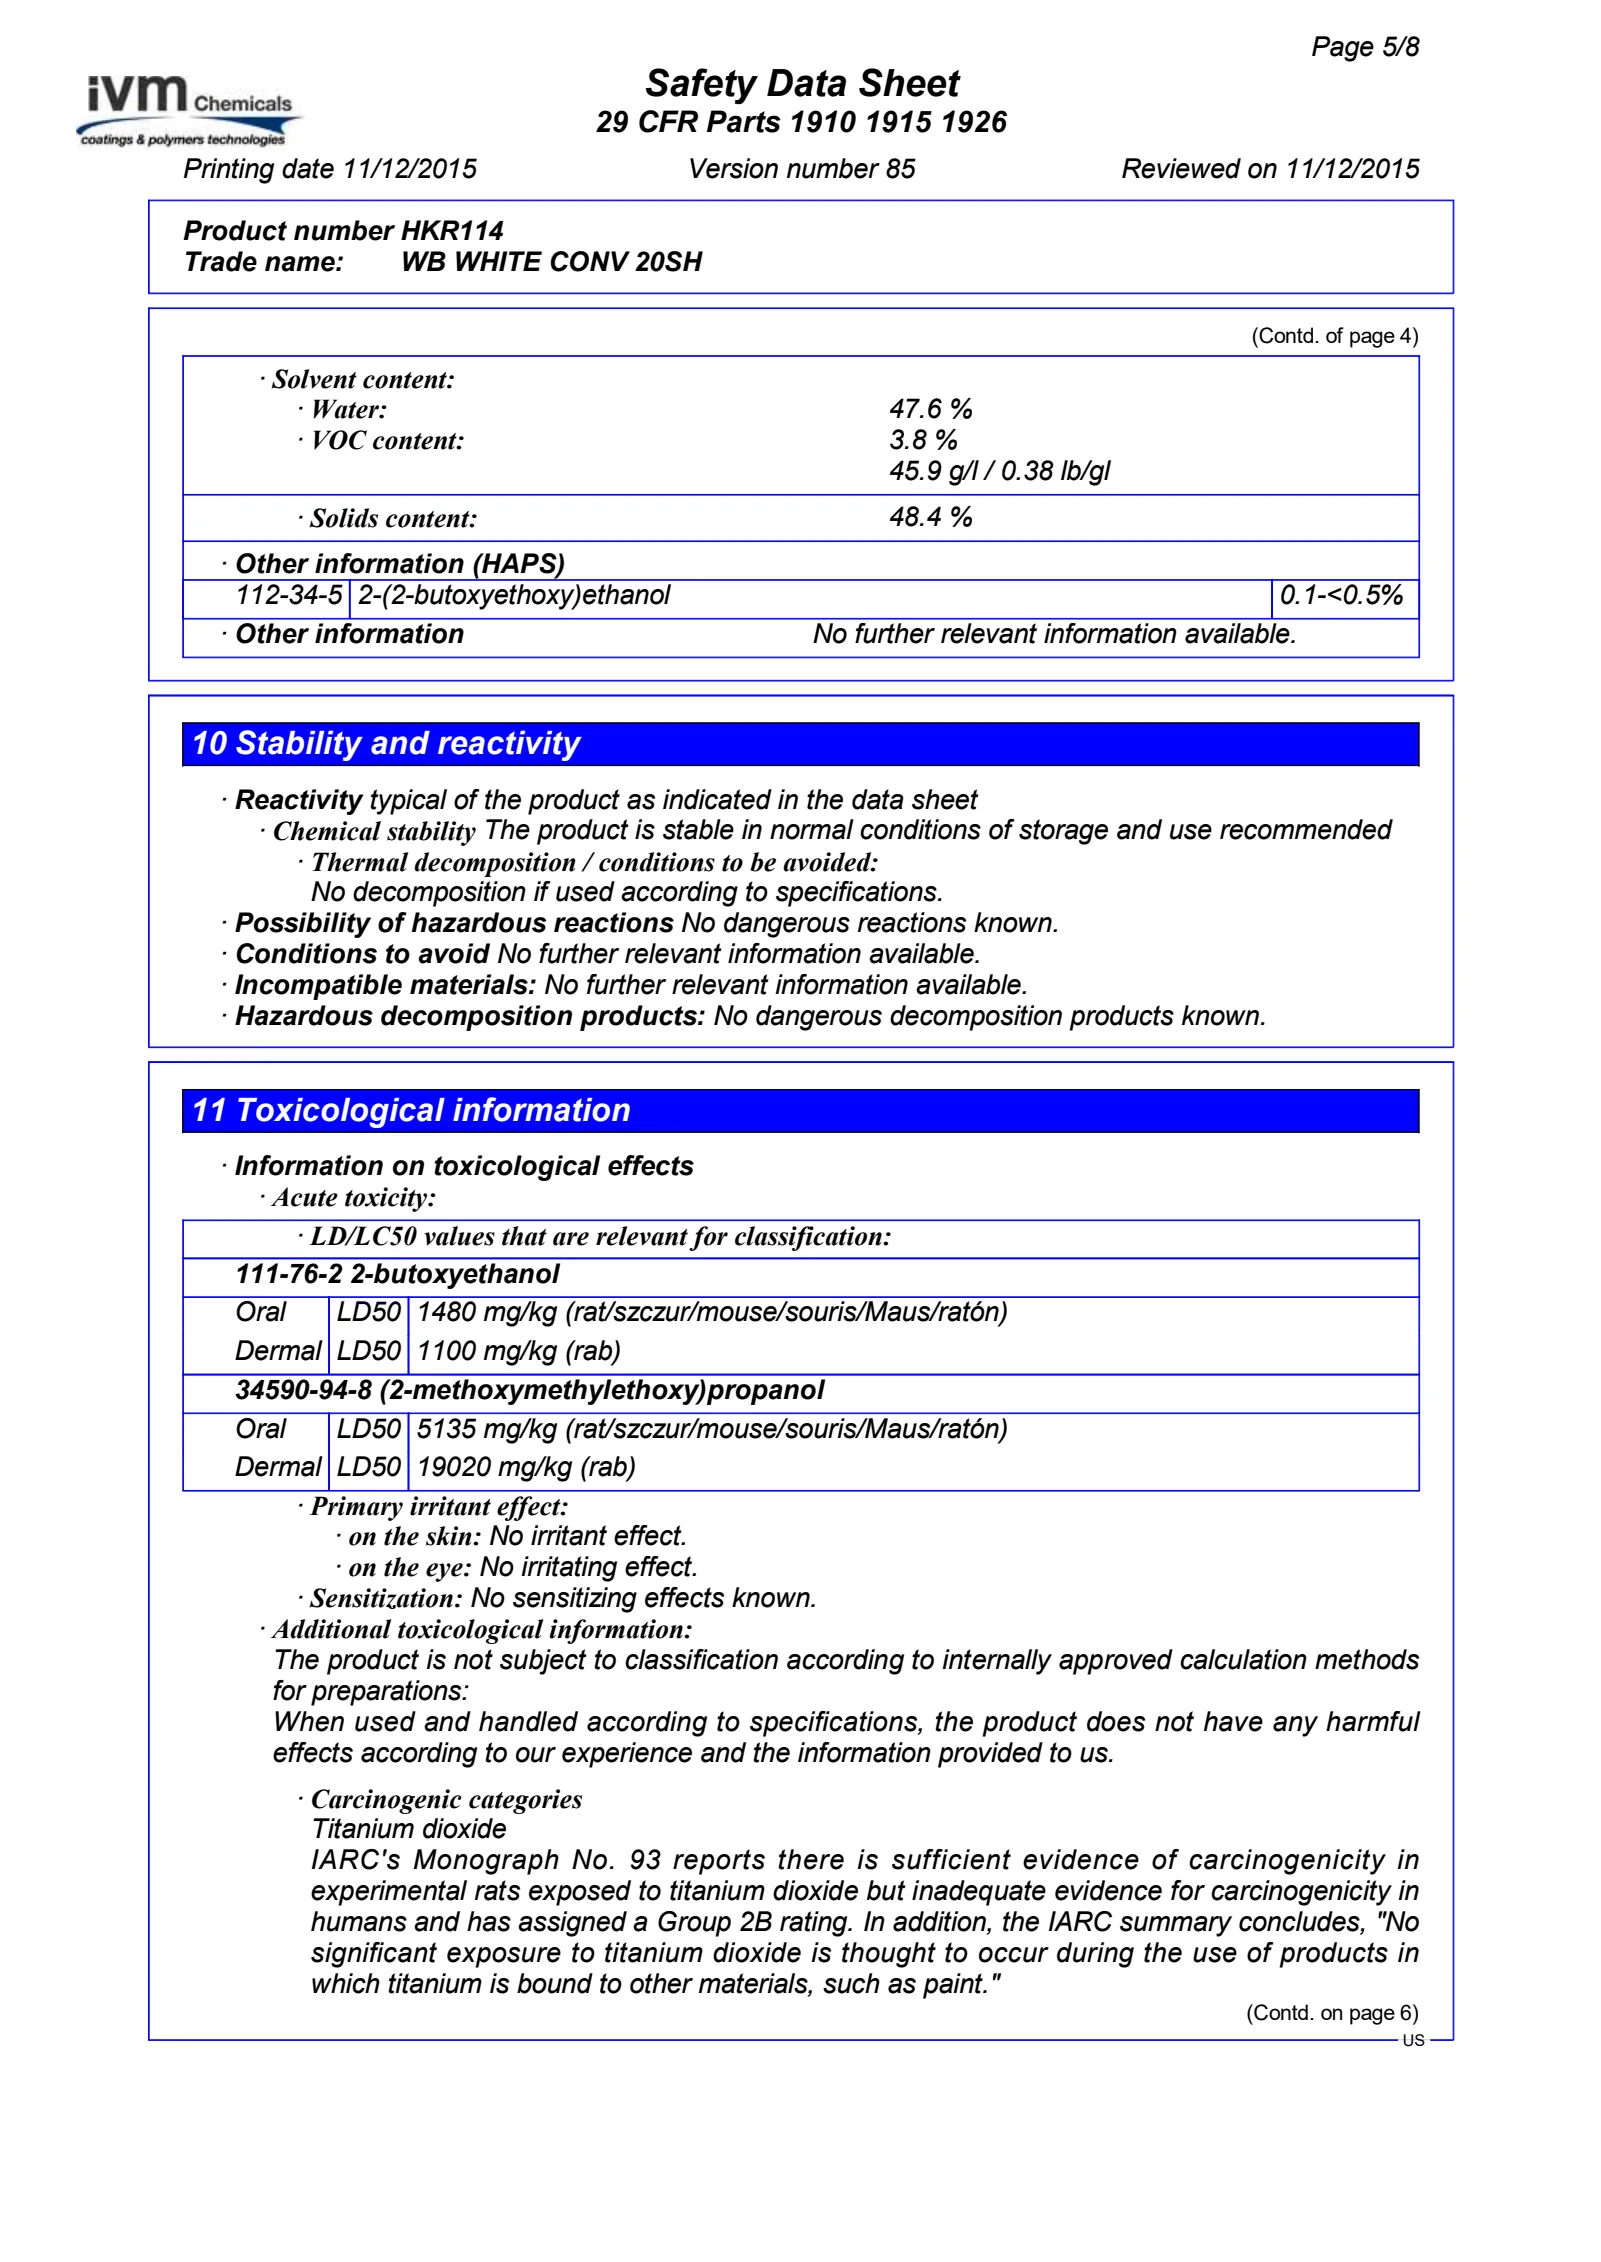 Page 5/8
ivm Chemicals
coatings & polymers technologies
Safety Data Sheet
29 CFR Parts 1910 1915 1926
Printing date 11/12/2015 Version number 85 Reviewed on 11/12/2015
Product number HKR114
Trade name: WB WHITE CONV 20SH
(Contd. of page 4)
· Solvent content:
· Water: 47.6 %
· VOC content: 3.8 %
45.9 g/l / 0.38 lb/gl
· Solids content: 48.4 %
· Other information (HAPS)
112-34-5 2-(2-butoxyethoxy)ethanol 0.1-<0.5%
· Other information No further relevant information available.
10 Stability and reactivity
· Reactivity typical of the product as indicated in the data sheet
· Chemical stability The product is stable in normal conditions of storage and use recommended
· Thermal decomposition / conditions to be avoided:
No decomposition if used according to specifications.
· Possibility of hazardous reactions No dangerous reactions known.
· Conditions to avoid No further relevant information available.
· Incompatible materials: No further relevant information available.
· Hazardous decomposition products: No dangerous decomposition products known.
11 Toxicological information
· Information on toxicological effects
· Acute toxicity:
· LD/LC50 values that are relevant for classification:
111-76-2 2-butoxyethanol
Oral LD50 1480 mg/kg (rat/szczur/mouse/souris/Maus/ratón)
Dermal LD50 1100 mg/kg (rab)
34590-94-8 (2-methoxymethylethoxy)propanol
Oral LD50 5135 mg/kg (rat/szczur/mouse/souris/Maus/ratón)
Dermal LD50 19020 mg/kg (rab)
· Primary irritant effect:
· on the skin: No irritant effect.
· on the eye: No irritating effect.
· Sensitization: No sensitizing effects known.
· Additional toxicological information:
The product is not subject to classification according to internally approved calculation methods
for preparations:
When used and handled according to specifications, the product does not have any harmful
effects according to our experience and the information provided to us.
· Carcinogenic categories
Titanium dioxide
IARC's Monograph No. 93 reports there is sufficient evidence of carcinogenicity in
experimental rats exposed to titanium dioxide but inadequate evidence for carcinogenicity in
humans and has assigned a Group 2B rating. In addition, the IARC summary concludes, "No
significant exposure to titanium dioxide is thought to occur during the use of products in
which titanium is bound to other materials, such as paint."
(Contd. on page 6)
US